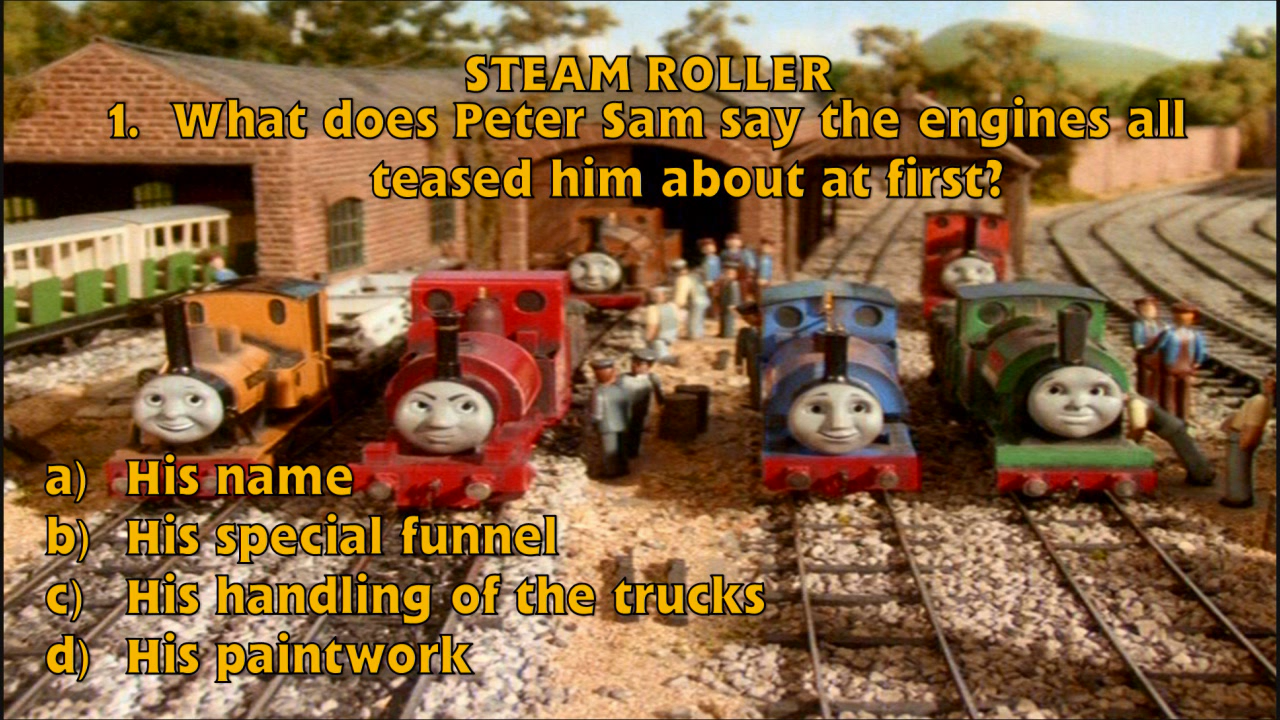 STEAM ROLLER
1. What does Peter Sam say the engines all
teased him about at first?
a) His name
b) His special funnel
c) His handling of the trucks
d) His paintwork